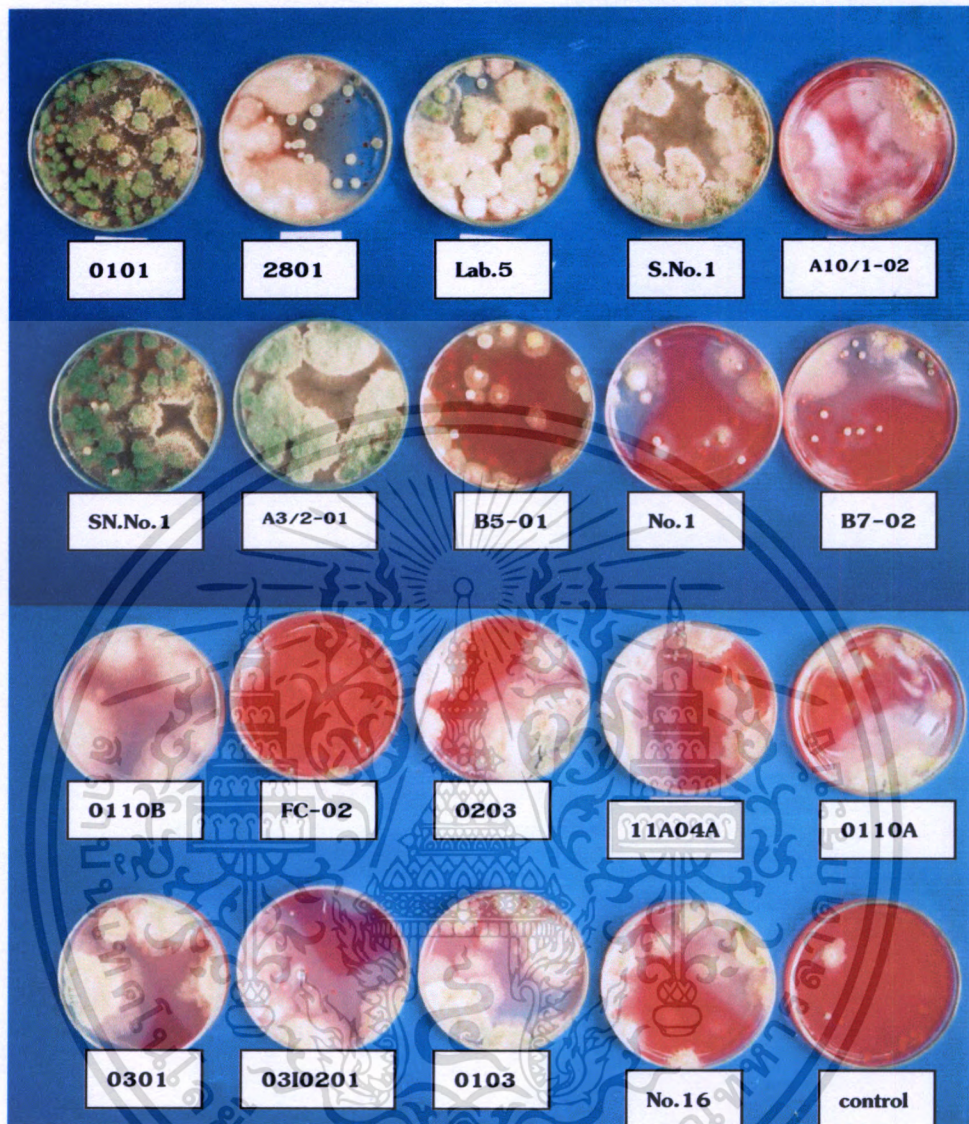 0101
2801
Lab.5
S.No.1
A10/1-02
SN.No.1
A3/2-01
B5-01
No.1
B7-02
0110B
FC-02
0203
11A04A
0110A
0301
03I0201
0103
No.16
control